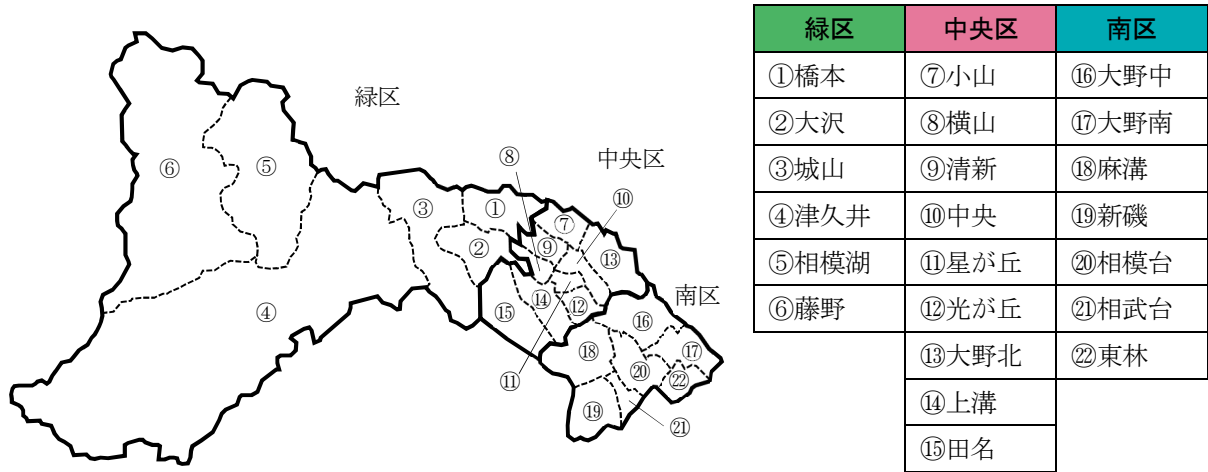 緑区
中央区
南区
⑥
⑤
④
③
①
②
⑧
⑦
⑩
⑨
⑬
⑮
⑭
⑫
⑪
⑯
⑱
⑰
⑳
㉒
⑲
㉑
緑区 中央区 南区
①橋本 ⑦小山 ⑯大野中
②大沢 ⑧横山 ⑰大野南
③城山 ⑨清新 ⑱麻溝
④津久井 ⑩中央 ⑲新磯
⑤相模湖 ⑪星が丘 ⑳相模台
⑥藤野 ⑫光が丘 ㉑相武台
⑬大野北 ㉒東林
⑭上溝
⑮田名